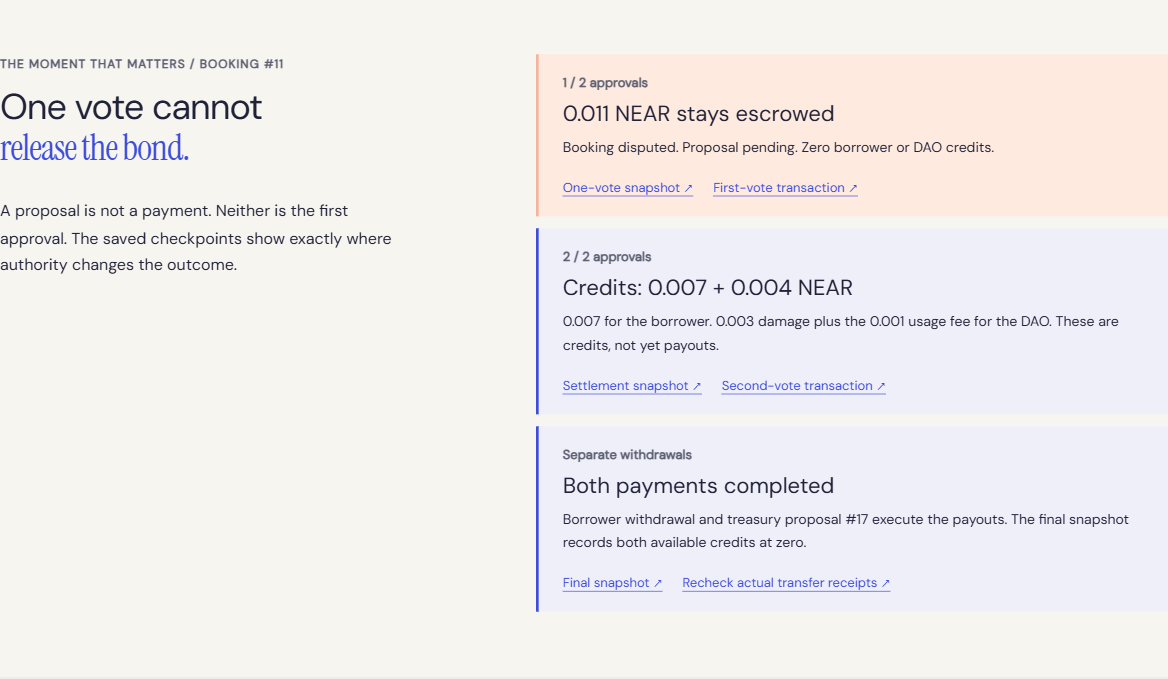 THE MOMENT THAT MATTERS / BOOKING #11
One vote cannot
release the bond.
A proposal is not a payment. Neither is the first
approval. The saved checkpoints show exactly where
authority changes the outcome.
1 / 2 approvals
0.011 NEAR stays escrowed
Booking disputed. Proposal pending. Zero borrower or DAO credits.
One-vote snapshot ↗ First-vote transaction ↗
2 / 2 approvals
Credits: 0.007 + 0.004 NEAR
0.007 for the borrower. 0.003 damage plus the 0.001 usage fee for the DAO. These are
credits, not yet payouts.
Settlement snapshot ↗ Second-vote transaction ↗
Separate withdrawals
Both payments completed
Borrower withdrawal and treasury proposal #17 execute the payouts. The final snapshot
records both available credits at zero.
Final snapshot ↗ Recheck actual transfer receipts ↗